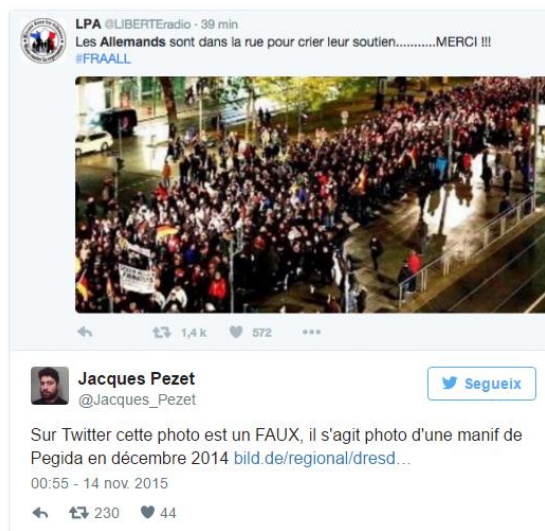 LPA @LIBERTEradio · 39 min
Les Allemands sont dans la rue pour crier leur soutien...........MERCI !!!
#FRAALL
1,4 k 572
Jacques Pezet
@Jacques_Pezet
Segueix
Sur Twitter cette photo est un FAUX, il s'agit photo d'une manif de
Pegida en décembre 2014 bild.de/regional/dresd…
00:55 - 14 nov. 2015
230 44